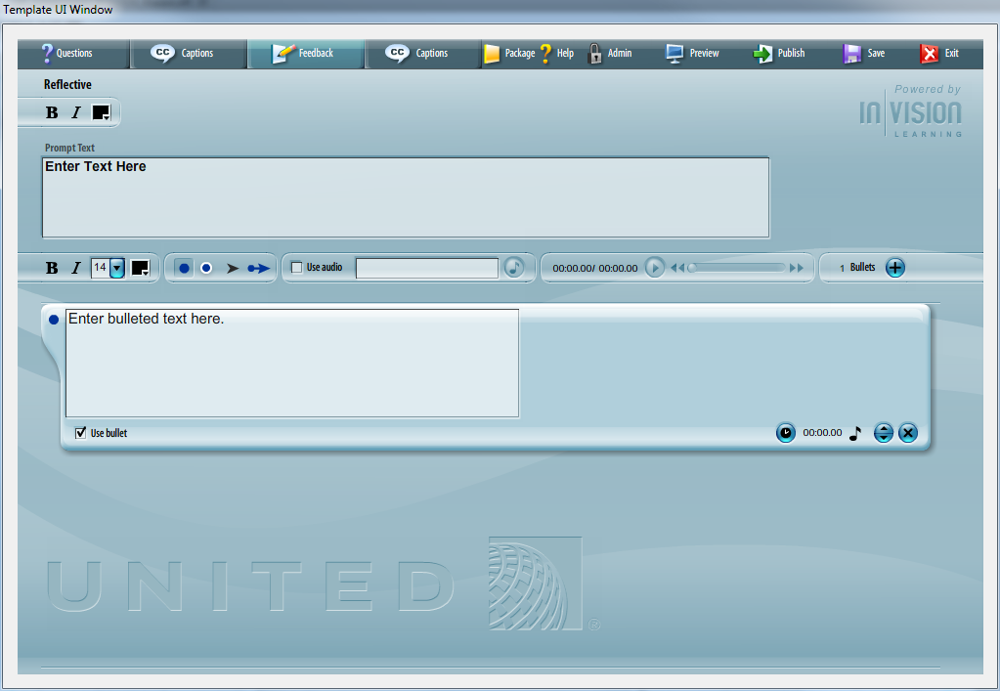 Template UI Window
Questions CC Captions Feedback CC Captions Package Help Admin Preview Publish Save Exit
Reflective
Powered by
B I
IN VISION
LEARNING
Prompt Text
Enter Text Here
B I 14 Use audio 00:00.00/ 00:00.00 1 Bullets
Enter bulleted text here.
Use bullet 00:00.00
UNITED ®